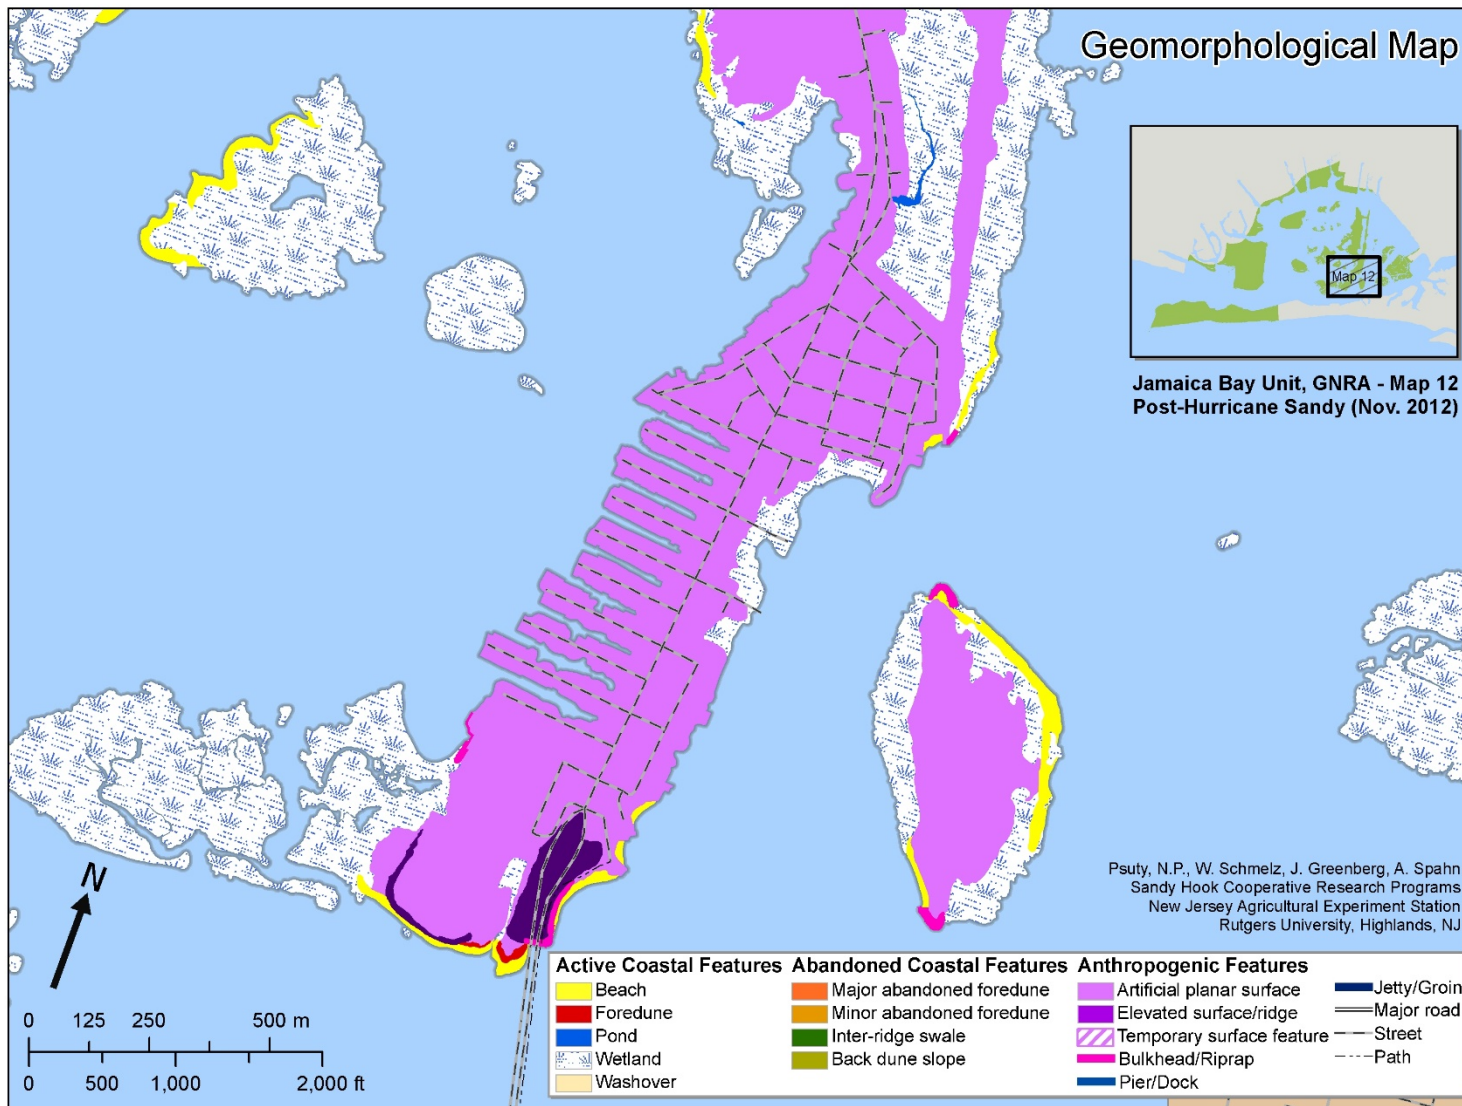 Geomorphological Map
Map 12
Jamaica Bay Unit, GNRA - Map 12
Post-Hurricane Sandy (Nov. 2012)
N
0 125 250 500 m
0 500 1,000 2,000 ft
Psuty, N.P., W. Schmelz, J. Greenberg, A. Spahn
Sandy Hook Cooperative Research Programs
New Jersey Agricultural Experiment Station
Rutgers University, Highlands, NJ
Active Coastal Features
Beach
Foredune
Pond
Wetland
Washover
Abandoned Coastal Features
Major abandoned foredune
Minor abandoned foredune
Inter-ridge swale
Back dune slope
Anthropogenic Features
Artificial planar surface
Elevated surface/ridge
Temporary surface feature
Bulkhead/Riprap
Pier/Dock
Jetty/Groin
Major road
Street
Path